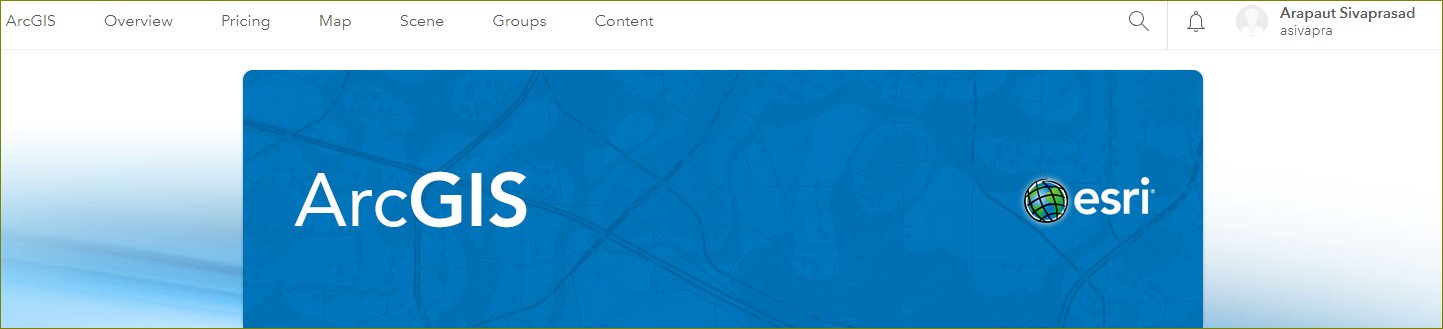 ArcGIS Overview Pricing Map Scene Groups Content Arapaut Sivaprasad
asivapra
ArcGIS esri